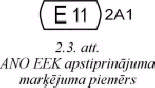 E 11 2A1
2.3. att.
ANO EEK apstiprinājuma
marķējuma piemērs